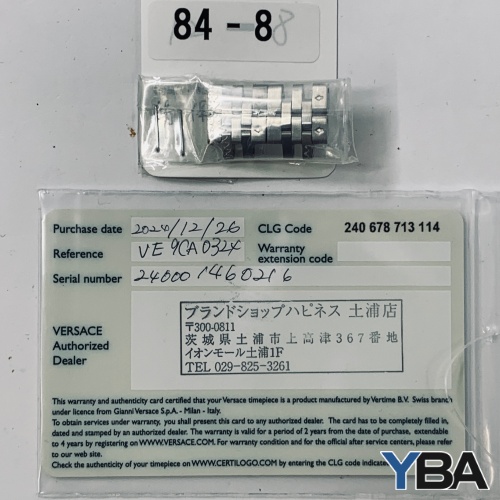 84-8
Purchase date 2024/12/26 CLG Code 240 678 713 114
Reference VE9CA0324 Warranty extension code
Serial number 240001460216
VERSACE Authorized Dealer
ブランドショップハピネス 土浦店
〒300-0811
茨城県土浦市上高津367番地
イオンモール土浦1F
TEL 029-825-3261
This warranty and authenticity card certified that your Versace timepiece is a product manufactured by Vertime B.V. Swiss branch
under licence from Gianni Versace S.p.A. - Milan - Italy.
To obtain services under warranty, you shall present this card to any authorized dealer. The card has to be completely filled in,
dated and stamped by an authorized dealer. The warranty is valid for a period of 2 years from the date of purchase, extendable
to 4 years by registering on WWW.VERSACE.COM. For warranty condition and for the official after service centers, please refer
to our web site.
Check the authenticity of your timepiece on WWW.CERTILOGO.COM by entering the CLG code indicated
YBA